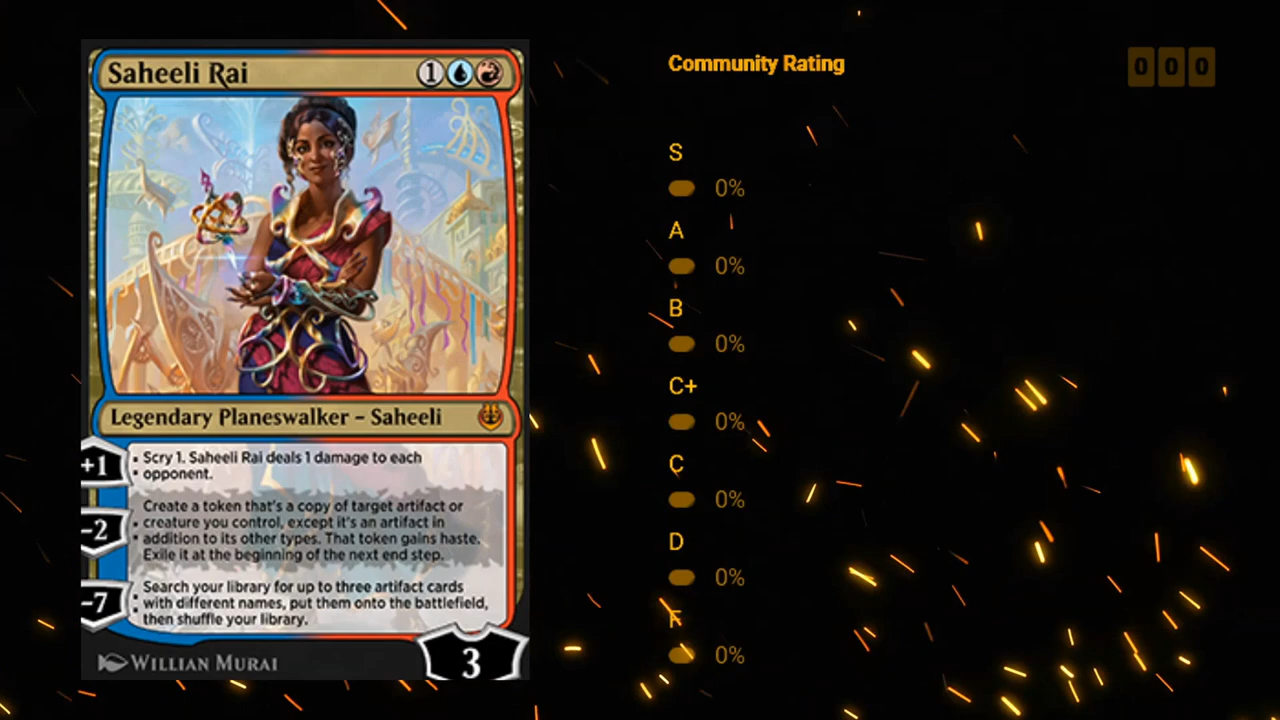 Saheeli Rai
1
Legendary Planeswalker – Saheeli
+1
Scry 1. Saheeli Rai deals 1 damage to each
opponent.
−2
Create a token that's a copy of target artifact or
creature you control, except it's an artifact in
addition to its other types. That token gains haste.
Exile it at the beginning of the next end step.
−7
Search your library for up to three artifact cards
with different names, put them onto the battlefield,
then shuffle your library.
WILLIAN MURAI
3
Community Rating
0 0 0
S
0%
A
0%
B
0%
C+
0%
C
0%
D
0%
F
0%